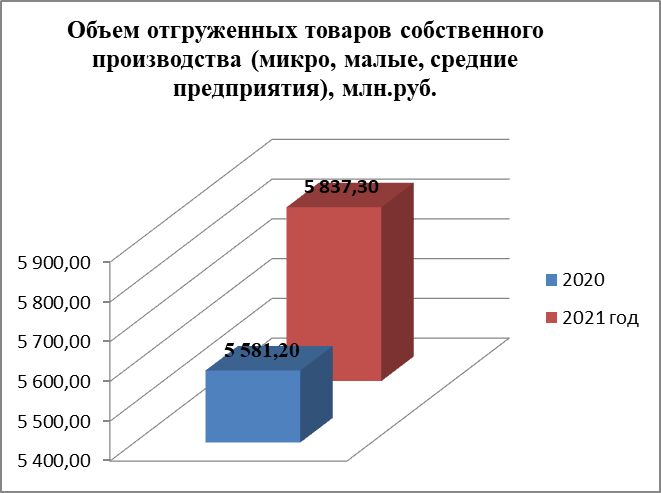 Объем отгруженных товаров собственного
производства (микро, малые, средние
предприятия), млн.руб.
5 837,30
5 900,00
5 800,00
5 700,00
5 600,00
5 500,00
5 400,00
5 581,20
2020
2021 год